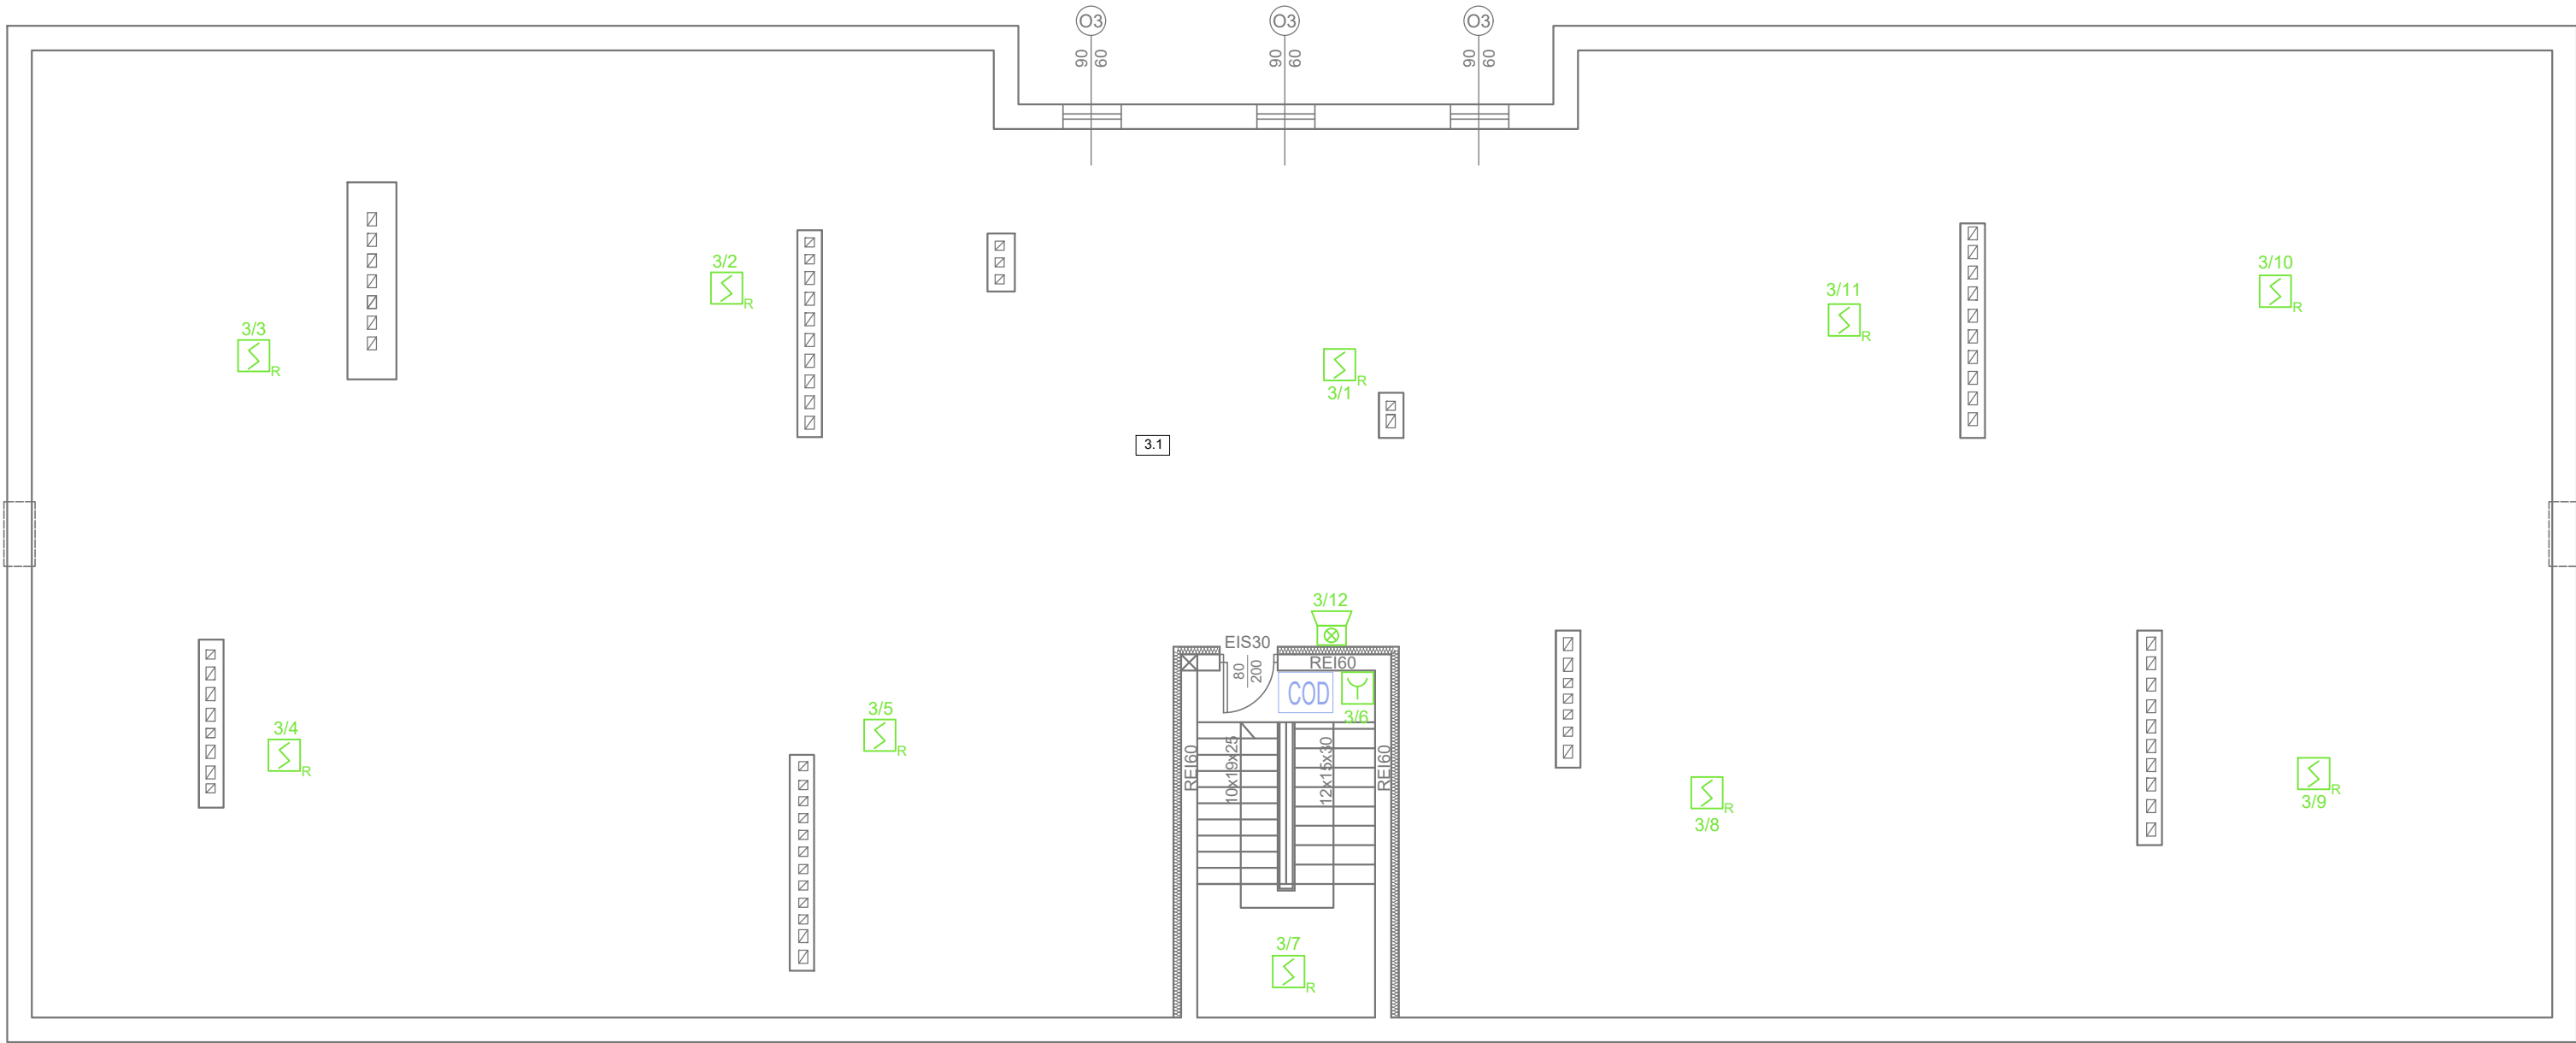 O3
O3
O3
90
60
90
60
90
60
3/2
R
3/10
R
3/11
R
3/3
R
3/1
R
3.1
3/12
EIS30
80
200
REI60
COD
3/6
3/5
R
3/4
R
REI60
10x19x25
12x15x30
REI60
3/8
R
3/9
R
3/7
R